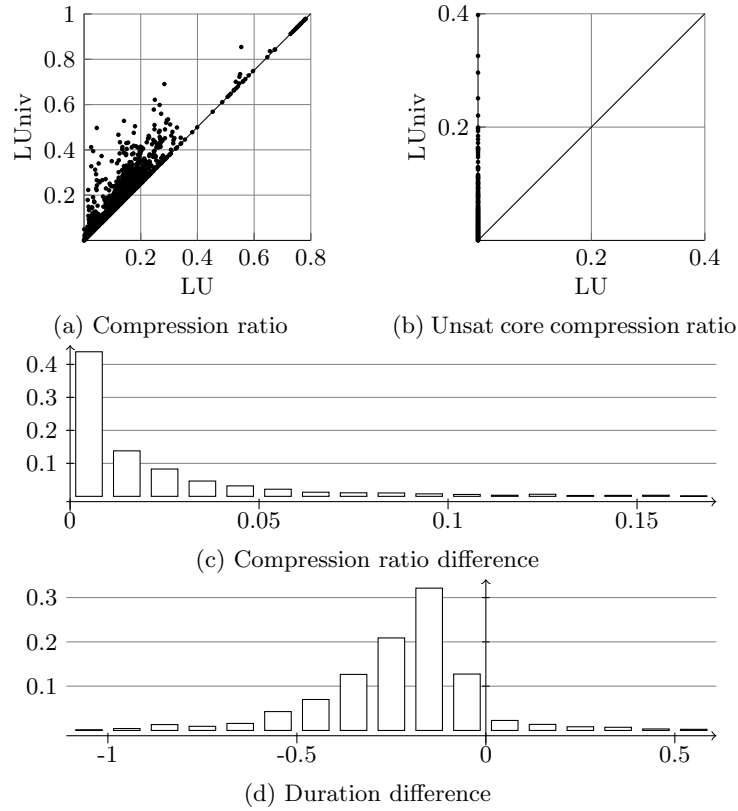 1
0.8
0.6
0.4
0.2
LUniv
0.2 0.4 0.6 0.8
LU
(a) Compression ratio
0.4
0.2
LUniv
0.2 0.4
LU
(b) Unsat core compression ratio
0.4
0.3
0.2
0.1
0 0.05 0.1 0.15
(c) Compression ratio difference
0.3
0.2
0.1
-1 -0.5 0 0.5
(d) Duration difference